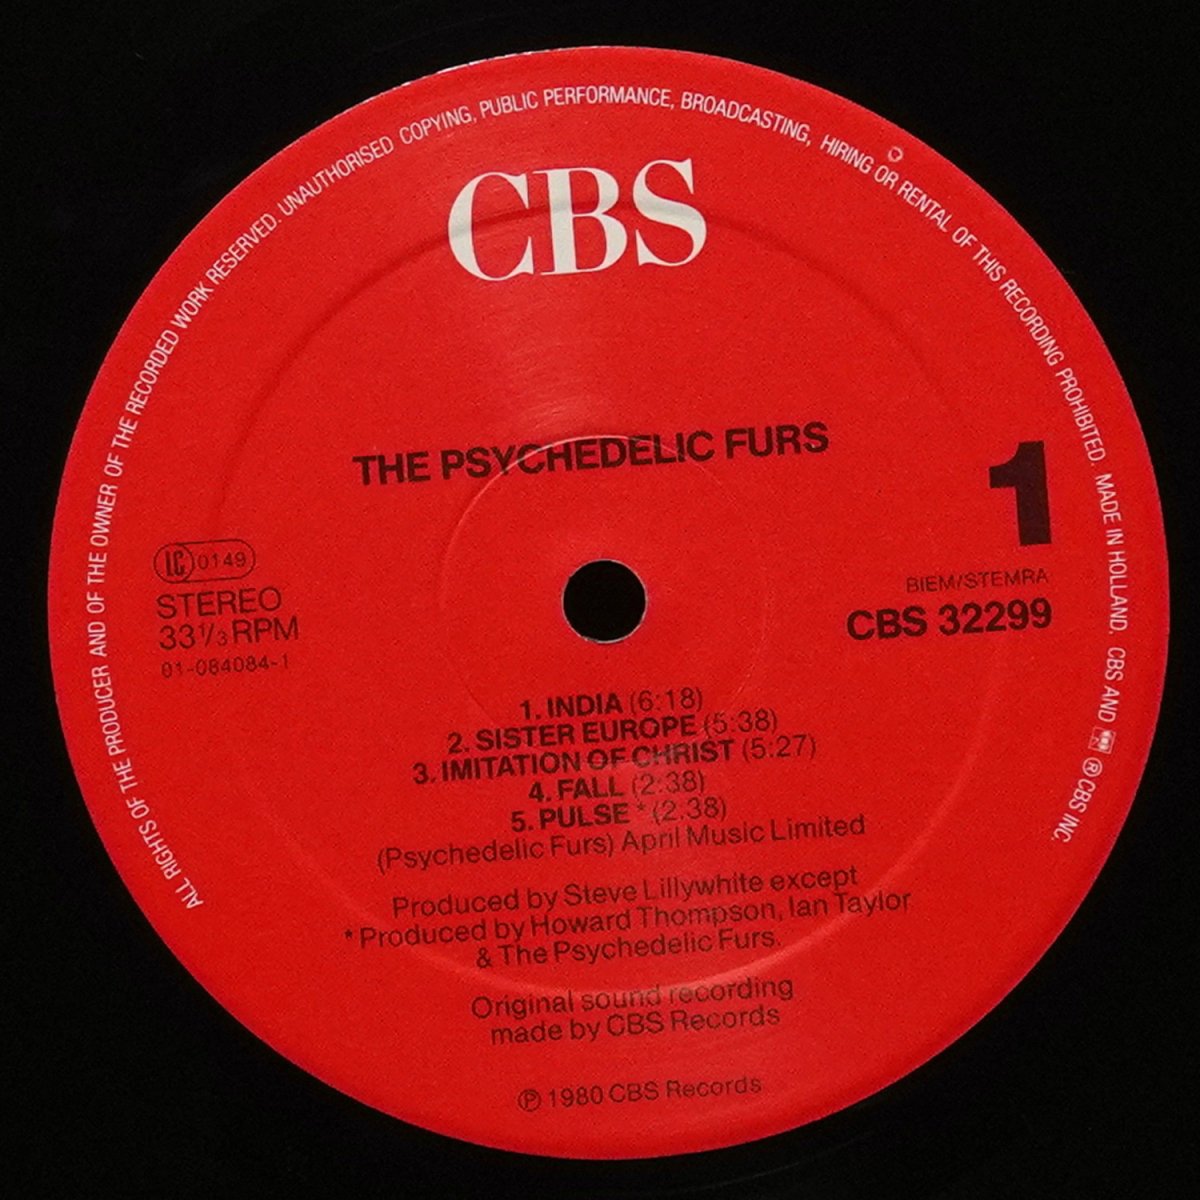 ALL RIGHTS OF THE PRODUCER AND OF THE OWNER OF THE RECORDED WORK RESERVED. UNAUTHORISED COPYING, PUBLIC PERFORMANCE, BROADCASTING, HIRING OR RENTAL OF THIS RECORDING PROHIBITED. MADE IN HOLLAND. CBS AND ® CBS INC.
CBS
THE PSYCHEDELIC FURS
1
LC 0149
STEREO
33 1/3 RPM
01-084084-1
BIEM/STEMRA
CBS 32299
1. INDIA (6:18)
2. SISTER EUROPE (5:38)
3. IMITATION OF CHRIST (5:27)
4. FALL (2:38)
5. PULSE * (2.38)
(Psychedelic Furs) April Music Limited
Produced by Steve Lillywhite except
* Produced by Howard Thompson, Ian Taylor
& The Psychedelic Furs.
Original sound recording
made by CBS Records
℗ 1980 CBS Records